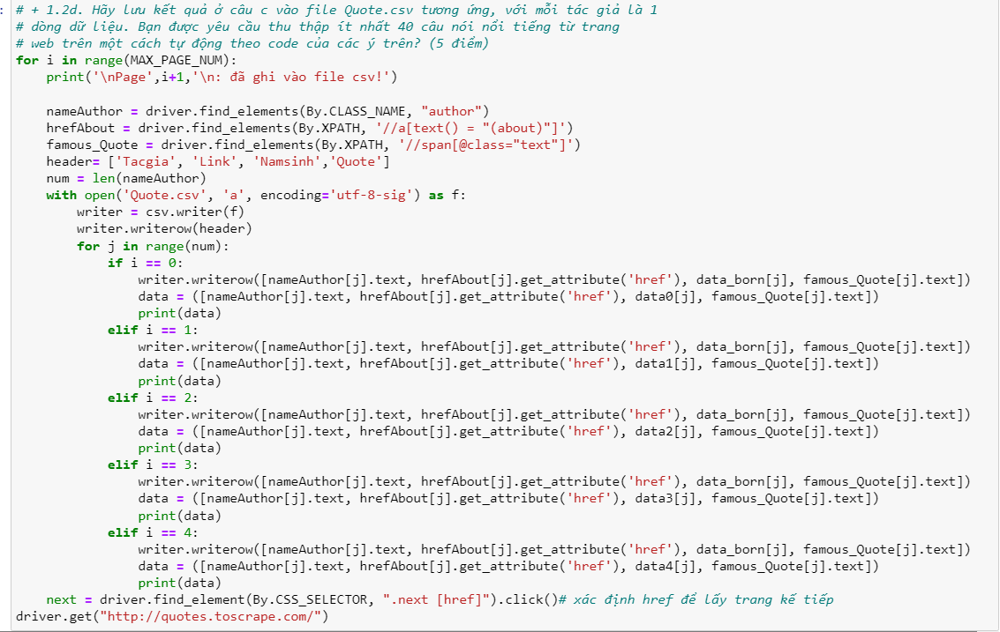 :
# + 1.2d. Hãy lưu kết quả ở câu c vào file Quote.csv tương ứng, với mỗi tác giả là 1
# dòng dữ liệu. Bạn được yêu cầu thu thập ít nhất 40 câu nói nổi tiếng từ trang
# web trên một cách tự động theo code của các ý trên? (5 điểm)
for i in range(MAX_PAGE_NUM):
    print('\nPage',i+1,'\n: đã ghi vào file csv!')

    nameAuthor = driver.find_elements(By.CLASS_NAME, "author")
    hrefAbout = driver.find_elements(By.XPATH, '//a[text() = "(about)"]')
    famous_Quote = driver.find_elements(By.XPATH, '//span[@class="text"]')
    header= ['Tacgia', 'Link', 'Namsinh','Quote']
    num = len(nameAuthor)
    with open('Quote.csv', 'a', encoding='utf-8-sig') as f:
        writer = csv.writer(f)
        writer.writerow(header)
        for j in range(num):
            if i == 0:
                writer.writerow([nameAuthor[j].text, hrefAbout[j].get_attribute('href'), data_born[j], famous_Quote[j].text])
                data = ([nameAuthor[j].text, hrefAbout[j].get_attribute('href'), data0[j], famous_Quote[j].text])
                print(data)
            elif i == 1:
                writer.writerow([nameAuthor[j].text, hrefAbout[j].get_attribute('href'), data_born[j], famous_Quote[j].text])
                data = ([nameAuthor[j].text, hrefAbout[j].get_attribute('href'), data1[j], famous_Quote[j].text])
                print(data)
            elif i == 2:
                writer.writerow([nameAuthor[j].text, hrefAbout[j].get_attribute('href'), data_born[j], famous_Quote[j].text])
                data = ([nameAuthor[j].text, hrefAbout[j].get_attribute('href'), data2[j], famous_Quote[j].text])
                print(data)
            elif i == 3:
                writer.writerow([nameAuthor[j].text, hrefAbout[j].get_attribute('href'), data_born[j], famous_Quote[j].text])
                data = ([nameAuthor[j].text, hrefAbout[j].get_attribute('href'), data3[j], famous_Quote[j].text])
                print(data)
            elif i == 4:
                writer.writerow([nameAuthor[j].text, hrefAbout[j].get_attribute('href'), data_born[j], famous_Quote[j].text])
                data = ([nameAuthor[j].text, hrefAbout[j].get_attribute('href'), data4[j], famous_Quote[j].text])
                print(data)
    next = driver.find_element(By.CSS_SELECTOR, ".next [href]").click()# xác định href để lấy trang kế tiếp
driver.get("http://quotes.toscrape.com/")